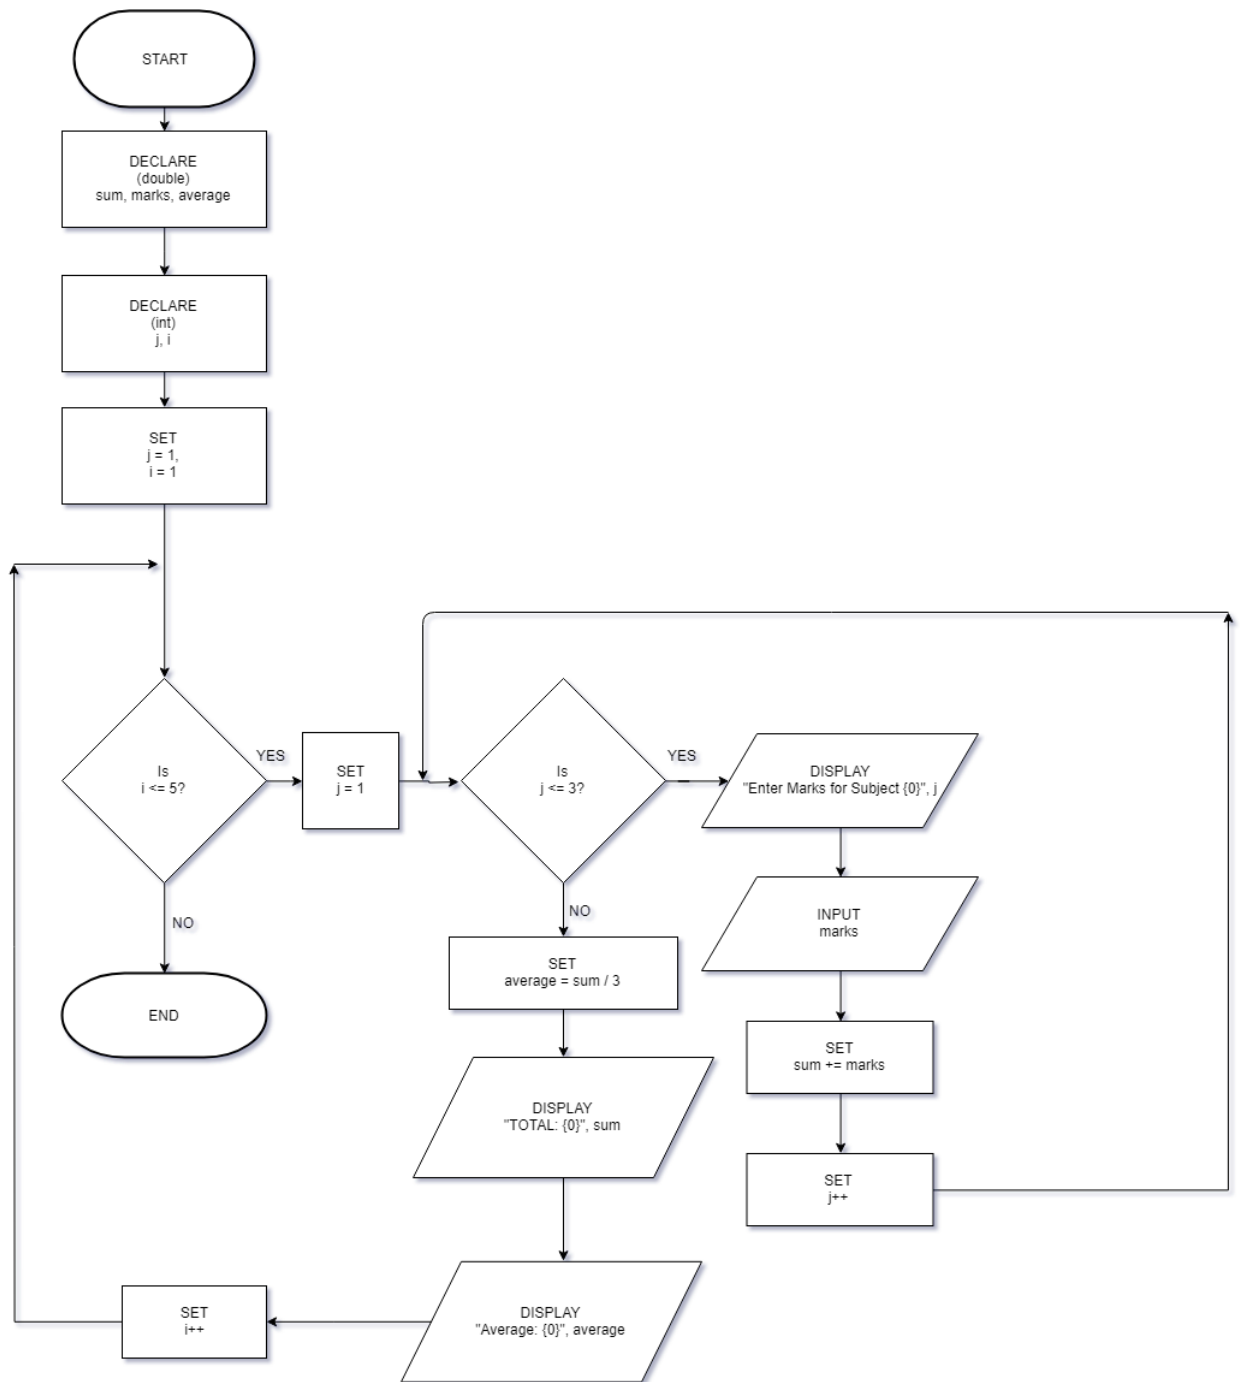 START
DECLARE
(double)
sum, marks, average
DECLARE
(int)
j, i
SET
j = 1,
i = 1
Is
i <= 5?
YES
SET
j = 1
Is
j <= 3?
YES
DISPLAY
"Enter Marks for Subject {0}", j
INPUT
marks
SET
sum += marks
SET
j++
NO
SET
average = sum / 3
DISPLAY
"TOTAL: {0}", sum
DISPLAY
"Average: {0}", average
SET
i++
NO
END